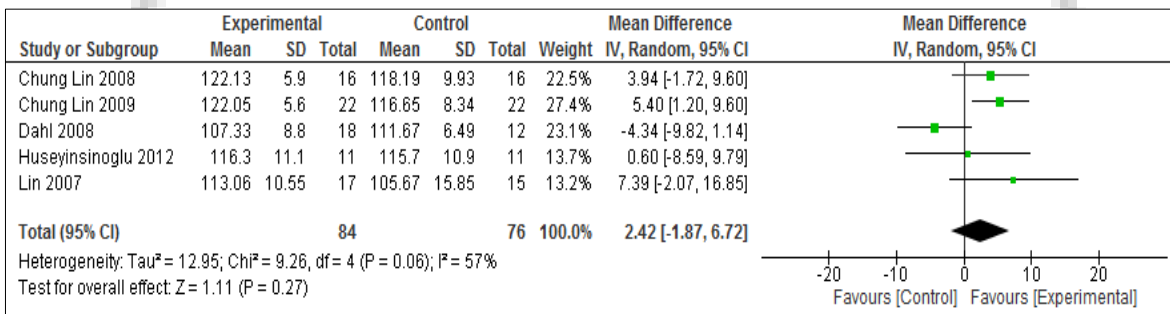 Experimental Control Mean Difference Mean Difference
Study or Subgroup Mean SD Total Mean SD Total Weight IV, Random, 95% CI IV, Random, 95% CI
Chung Lin 2008 122.13 5.9 16 118.19 9.93 16 22.5% 3.94 [-1.72, 9.60]
Chung Lin 2009 122.05 5.6 22 116.65 8.34 22 27.4% 5.40 [1.20, 9.60]
Dahl 2008 107.33 8.8 18 111.67 6.49 12 23.1% -4.34 [-9.82, 1.14]
Huseyinsinoglu 2012 116.3 11.1 11 115.7 10.9 11 13.7% 0.60 [-8.59, 9.79]
Lin 2007 113.06 10.55 17 105.67 15.85 15 13.2% 7.39 [-2.07, 16.85]
Total (95% CI) 84 76 100.0% 2.42 [-1.87, 6.72]
Heterogeneity: Tau² = 12.95; Chi² = 9.26, df = 4 (P = 0.06); I² = 57%
Test for overall effect: Z = 1.11 (P = 0.27)
-20 -10 0 10 20
Favours [Control] Favours [Experimental]